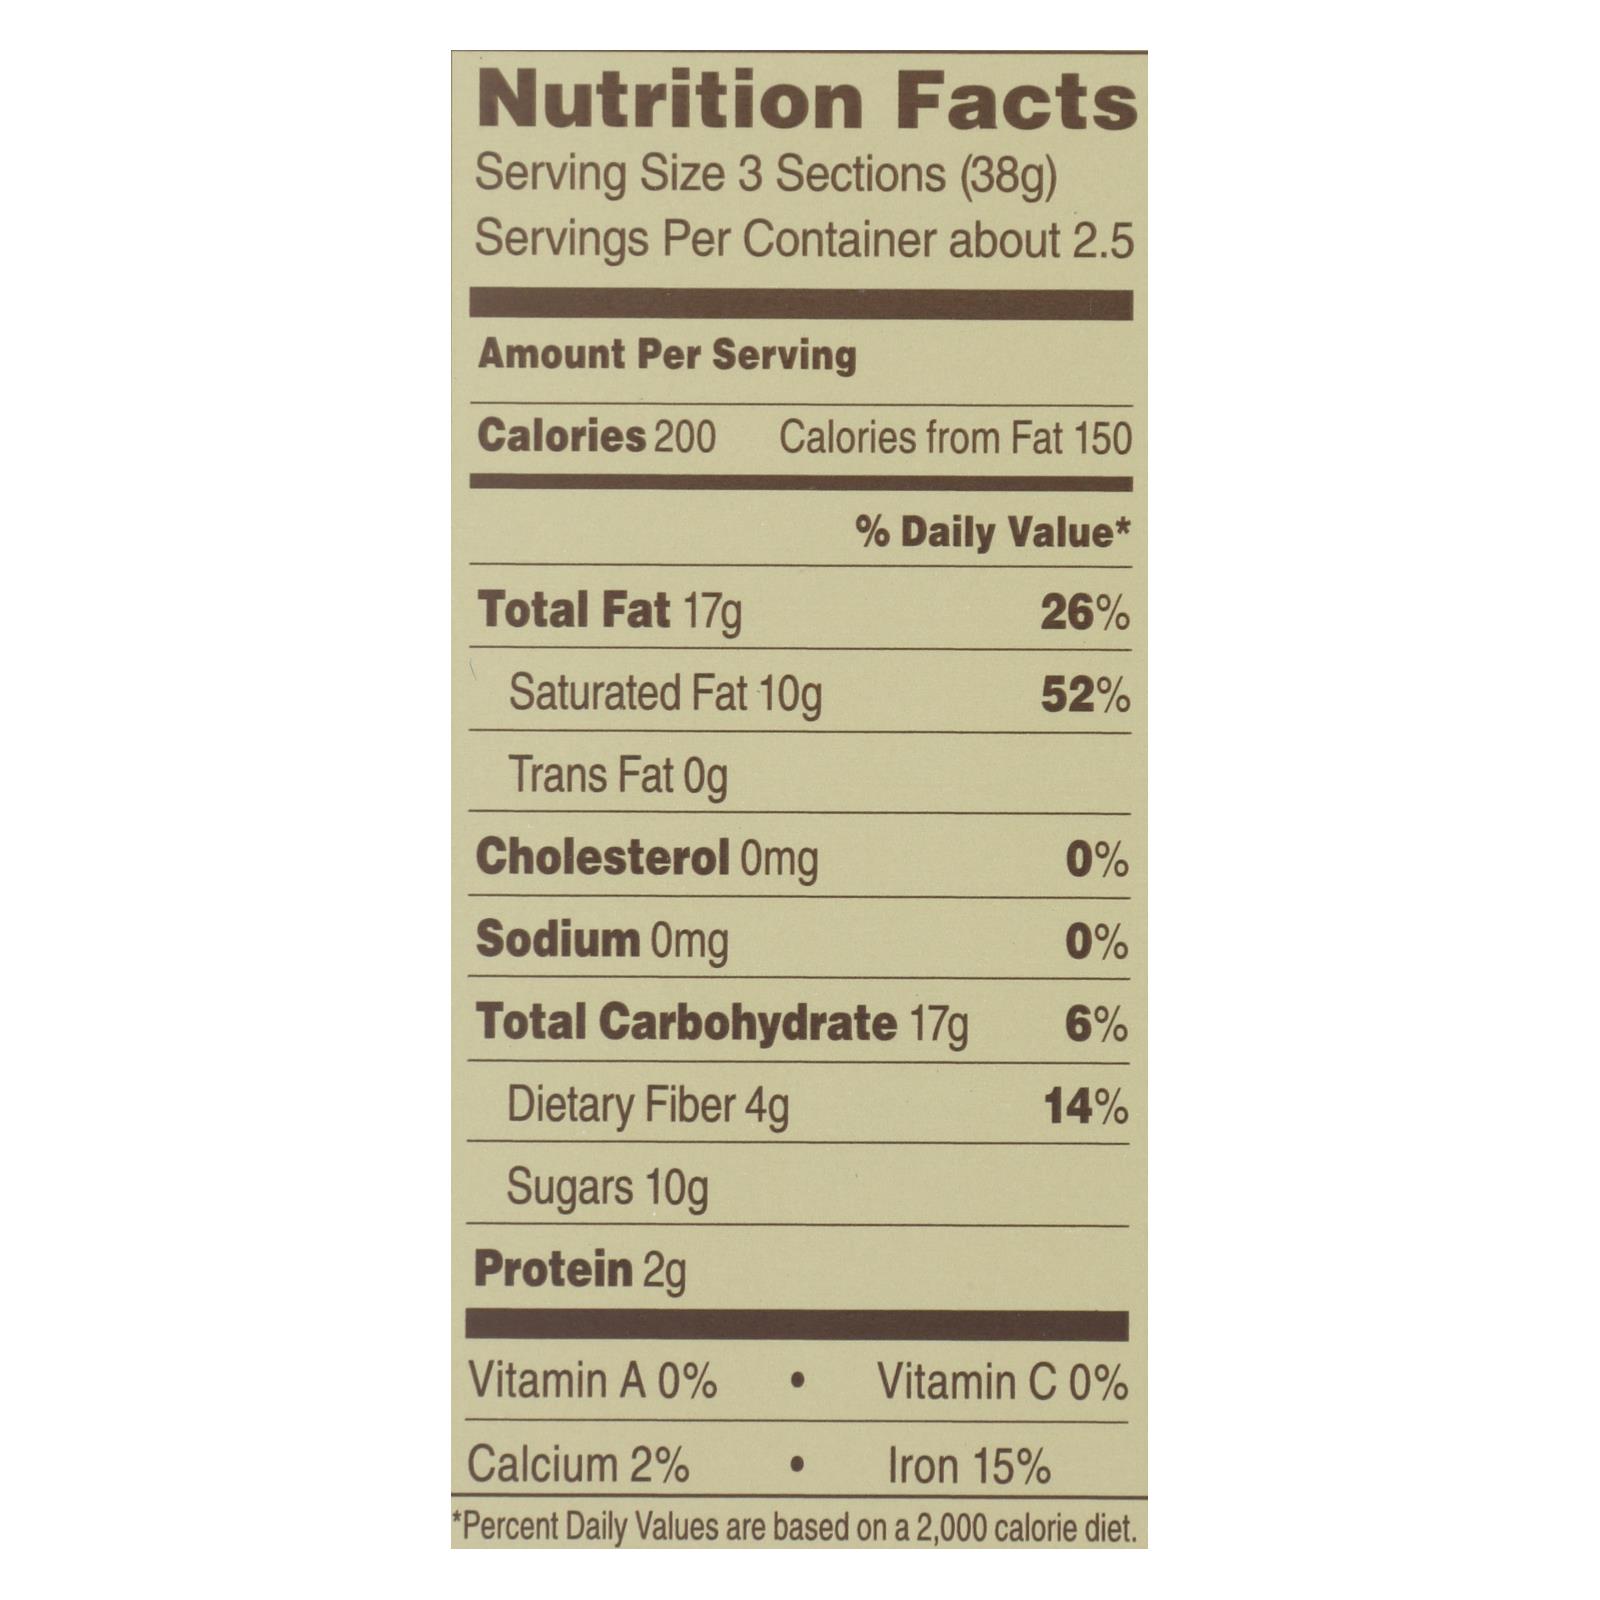 Nutrition Facts
Serving Size 3 Sections (38g)
Servings Per Container about 2.5
Amount Per Serving
Calories 200 Calories from Fat 150
% Daily Value*
Total Fat 17g 26%
Saturated Fat 10g 52%
Trans Fat 0g
Cholesterol 0mg 0%
Sodium 0mg 0%
Total Carbohydrate 17g 6%
Dietary Fiber 4g 14%
Sugars 10g
Protein 2g
Vitamin A 0% • Vitamin C 0%
Calcium 2% • Iron 15%
*Percent Daily Values are based on a 2,000 calorie diet.